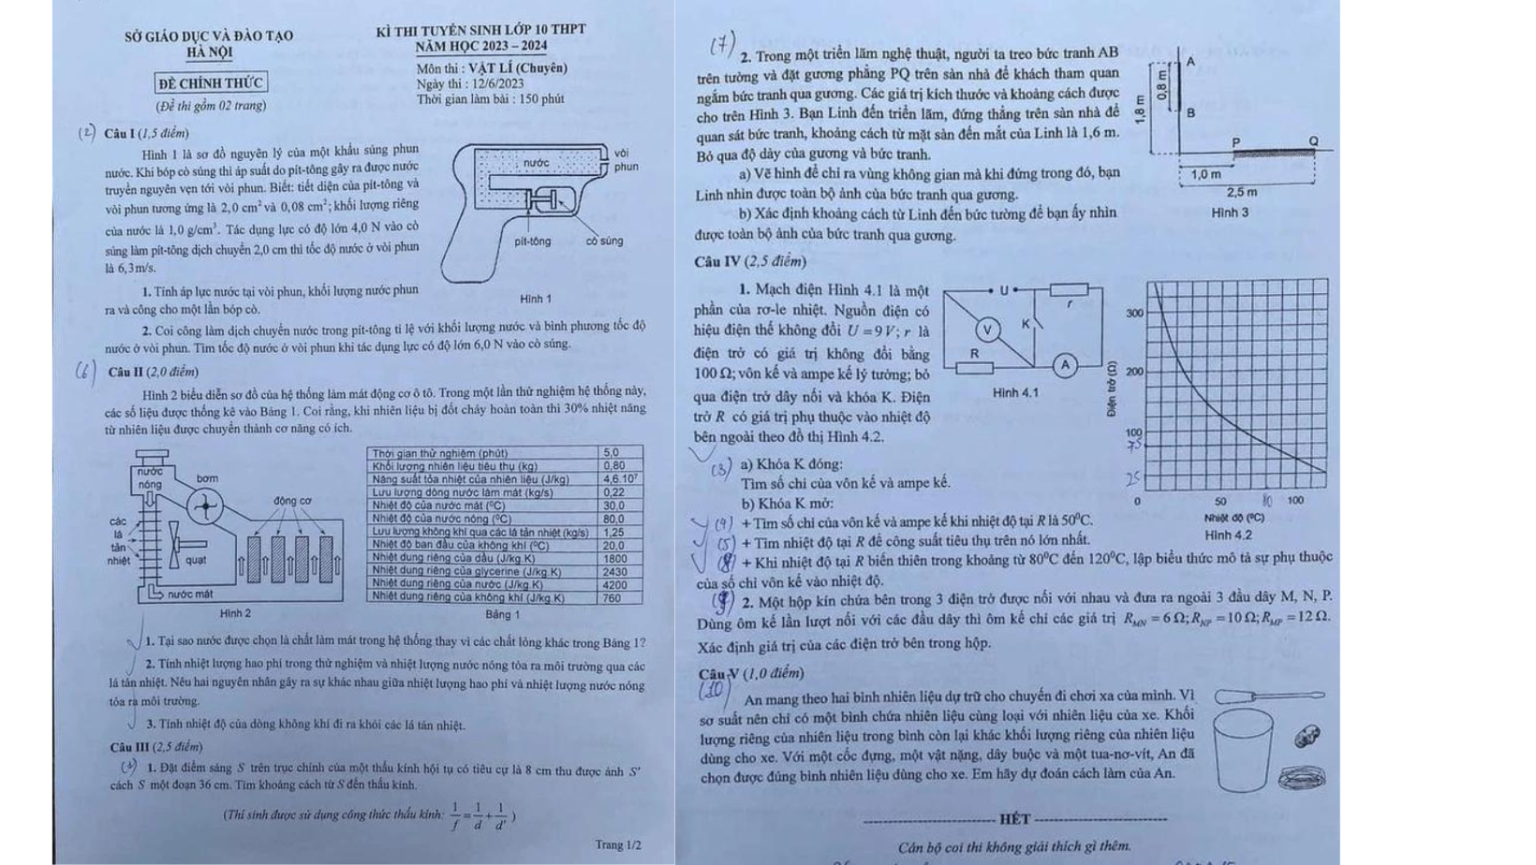 SỞ GIÁO DỤC VÀ ĐÀO TẠO
HÀ NỘI
ĐỀ CHÍNH THỨC
(Đề thi gồm 02 trang)
KÌ THI TUYỂN SINH LỚP 10 THPT
NĂM HỌC 2023 – 2024
Môn thi : VẬT LÍ (Chuyên)
Ngày thi : 12/6/2023
Thời gian làm bài : 150 phút
(2) Câu I (1,5 điểm)
Hình 1 là sơ đồ nguyên lý của một khẩu súng phun
nước. Khi bóp cò súng thì áp suất do pít-tông gây ra được nước
truyền nguyên vẹn tới vòi phun. Biết: tiết diện của pít-tông và
vòi phun tương ứng là 2,0 cm² và 0,08 cm²; khối lượng riêng
của nước là 1,0 g/cm³. Tác dụng lực có độ lớn 4,0 N vào cò
súng làm pít-tông dịch chuyển 2,0 cm thì tốc độ nước ở vòi phun
là 6,3m/s.
nước
vòi
phun
pít-tông
cò súng
Hình 1
1. Tính áp lực nước tại vòi phun, khối lượng nước phun
ra và công cho một lần bóp cò.
2. Coi công làm dịch chuyển nước trong pít-tông tỉ lệ với khối lượng nước và bình phương tốc độ
nước ở vòi phun. Tìm tốc độ nước ở vòi phun khi tác dụng lực có độ lớn 6,0 N vào cò súng.
(6) Câu II (2,0 điểm)
Hình 2 biểu diễn sơ đồ của hệ thống làm mát động cơ ô tô. Trong một lần thử nghiệm hệ thống này,
các số liệu được thống kê vào Bảng 1. Coi rằng, khi nhiên liệu bị đốt cháy hoàn toàn thì 30% nhiệt năng
từ nhiên liệu được chuyển thành cơ năng có ích.
nước
nóng
bơm
động cơ
các
lá
tản
nhiệt
quạt
nước mát
Hình 2
Thời gian thử nghiệm (phút) 5,0
Khối lượng nhiên liệu tiêu thụ (kg) 0,80
Năng suất tỏa nhiệt của nhiên liệu (J/kg) 4,6.10⁷
Lưu lượng dòng nước làm mát (kg/s) 0,22
Nhiệt độ của nước mát (⁰C) 30,0
Nhiệt độ của nước nóng (⁰C) 80,0
Lưu lượng không khí qua các lá tản nhiệt (kg/s) 1,25
Nhiệt độ ban đầu của không khí (⁰C) 20,0
Nhiệt dung riêng của dầu (J/kg.K) 1800
Nhiệt dung riêng của glycerine (J/kg.K) 2430
Nhiệt dung riêng của nước (J/kg.K) 4200
Nhiệt dung riêng của không khí (J/kg.K) 760
Bảng 1
1. Tại sao nước được chọn là chất làm mát trong hệ thống thay vì các chất lỏng khác trong Bảng 1?
2. Tính nhiệt lượng hao phí trong thử nghiệm và nhiệt lượng nước nóng tỏa ra môi trường qua các
lá tản nhiệt. Nêu hai nguyên nhân gây ra sự khác nhau giữa nhiệt lượng hao phí và nhiệt lượng nước nóng
tỏa ra môi trường.
3. Tính nhiệt độ của dòng không khí đi ra khỏi các lá tản nhiệt.
Câu III (2,5 điểm)
1. Đặt điểm sáng S trên trục chính của một thấu kính hội tụ có tiêu cự là 8 cm thu được ảnh S'
cách S một đoạn 36 cm. Tìm khoảng cách từ S đến thấu kính.
(Thí sinh được sử dụng công thức thấu kính: 1/f = 1/d + 1/d' )
Trang 1/2
(7) 2. Trong một triển lãm nghệ thuật, người ta treo bức tranh AB
trên tường và đặt gương phẳng PQ trên sàn nhà để khách tham quan
ngắm bức tranh qua gương. Các giá trị kích thước và khoảng cách được
cho trên Hình 3. Bạn Linh đến triển lãm, đứng thẳng trên sàn nhà để
quan sát bức tranh, khoảng cách từ mặt sàn đến mắt của Linh là 1,6 m.
Bỏ qua độ dày của gương và bức tranh.
a) Vẽ hình để chỉ ra vùng không gian mà khi đứng trong đó, bạn
Linh nhìn được toàn bộ ảnh của bức tranh qua gương.
b) Xác định khoảng cách từ Linh đến bức tường để bạn ấy nhìn
được toàn bộ ảnh của bức tranh qua gương.
A
0,8 m
1,8 m
B
P
Q
1,0 m
2,5 m
Hình 3
Câu IV (2,5 điểm)
1. Mạch điện Hình 4.1 là một
phần của rơ-le nhiệt. Nguồn điện có
hiệu điện thế không đổi U = 9 V; r là
điện trở có giá trị không đổi bằng
100 Ω; vôn kế và ampe kế lý tưởng; bỏ
qua điện trở dây nối và khóa K. Điện
trở R có giá trị phụ thuộc vào nhiệt độ
bên ngoài theo đồ thị Hình 4.2.
U
r
V
K
R
A
Hình 4.1
Điện trở (Ω)
300
200
100
75
25
0
50
80
100
Nhiệt độ (⁰C)
Hình 4.2
(3) a) Khóa K đóng:
Tìm số chỉ của vôn kế và ampe kế.
b) Khóa K mở:
(4) + Tìm số chỉ của vôn kế và ampe kế khi nhiệt độ tại R là 50⁰C.
(5) + Tìm nhiệt độ tại R để công suất tiêu thụ trên nó lớn nhất.
(8) + Khi nhiệt độ tại R biến thiên trong khoảng từ 80⁰C đến 120⁰C, lập biểu thức mô tả sự phụ thuộc
của số chỉ vôn kế vào nhiệt độ.
(9) 2. Một hộp kín chứa bên trong 3 điện trở được nối với nhau và đưa ra ngoài 3 đầu dây M, N, P.
Dùng ôm kế lần lượt nối với các đầu dây thì ôm kế chỉ các giá trị R_MN = 6 Ω; R_NP = 10 Ω; R_MP = 12 Ω.
Xác định giá trị của các điện trở bên trong hộp.
Câu V (1,0 điểm)
(10) An mang theo hai bình nhiên liệu dự trữ cho chuyến đi chơi xa của mình. Vì
sơ suất nên chỉ có một bình chứa nhiên liệu cùng loại với nhiên liệu của xe. Khối
lượng riêng của nhiên liệu trong bình còn lại khác khối lượng riêng của nhiên liệu
dùng cho xe. Với một cốc đựng, một vật nặng, dây buộc và một tua-nơ-vít, An đã
chọn được đúng bình nhiên liệu dùng cho xe. Em hãy dự đoán cách làm của An.
HẾT
Cán bộ coi thi không giải thích gì thêm.